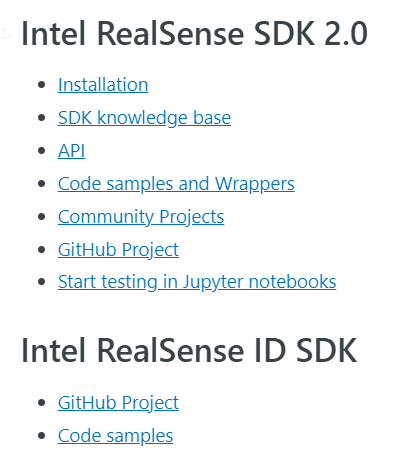 Intel RealSense SDK 2.0
Installation
SDK knowledge base
API
Code samples and Wrappers
Community Projects
GitHub Project
Start testing in Jupyter notebooks
Intel RealSense ID SDK
GitHub Project
Code samples